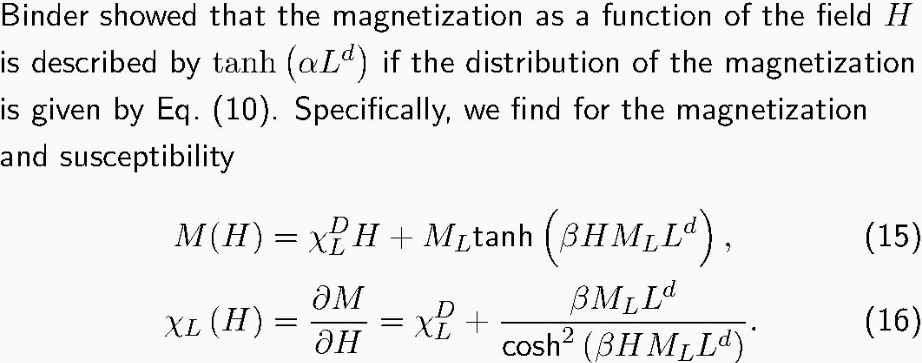 Binder showed that the magnetization as a function of the field $H$
is described by $\tanh\left(\alpha L^d\right)$ if the distribution of the magnetization
is given by Eq. (10). Specifically, we find for the magnetization
and susceptibility
$M(H) = \chi_L^D H + M_L \text{tanh}\left(\beta H M_L L^d\right),$ (15)
$\chi_L(H) = \frac{\partial M}{\partial H} = \chi_L^D + \frac{\beta M_L L^d}{\text{cosh}^2\left(\beta H M_L L^d\right)}.$ (16)